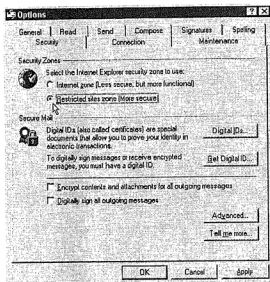 Options
General Read Send Compose Signatures Spelling
Security Connection Maintenance
Security Zones
Select the Internet Explorer security zone to use:
Internet zone (Less secure, but more functional)
Restricted sites zone (More secure)
Secure Mail
Digital IDs (also called certificates) are special
documents that allow you to prove your identity in
electronic transactions.
Digital IDs...
To digitally sign messages or receive encrypted
messages, you must have a digital ID.
Get Digital ID...
Encrypt contents and attachments for all outgoing messages
Digitally sign all outgoing messages
Advanced...
Tell me more...
OK Cancel Apply